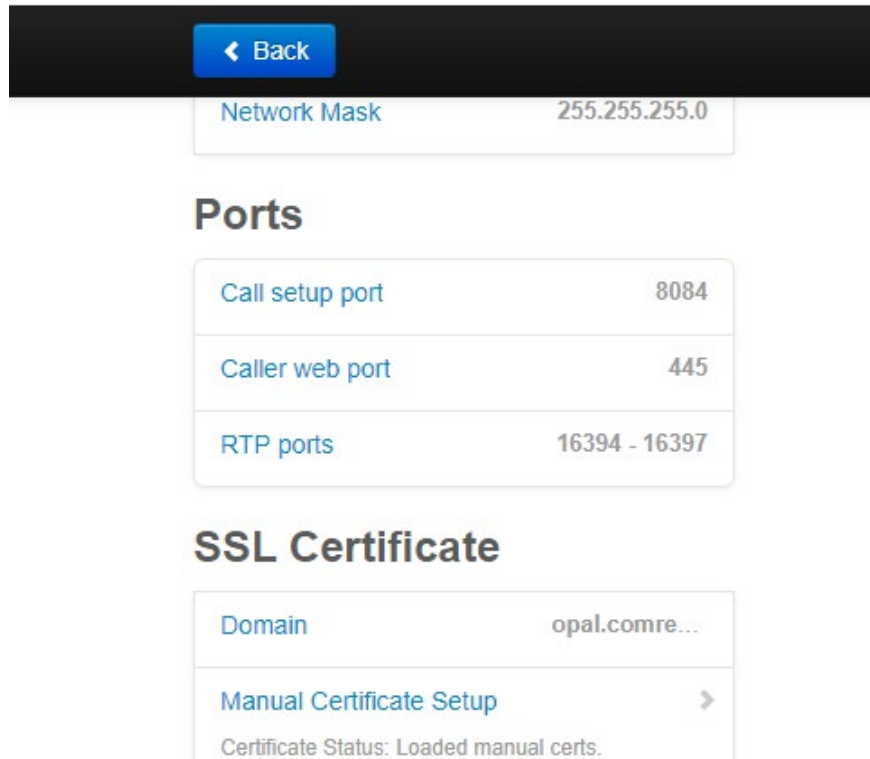 Back
Network Mask 255.255.255.0
Ports
Call setup port 8084
Caller web port 445
RTP ports 16394 - 16397
SSL Certificate
Domain opal.comre...
Manual Certificate Setup
Certificate Status: Loaded manual certs.